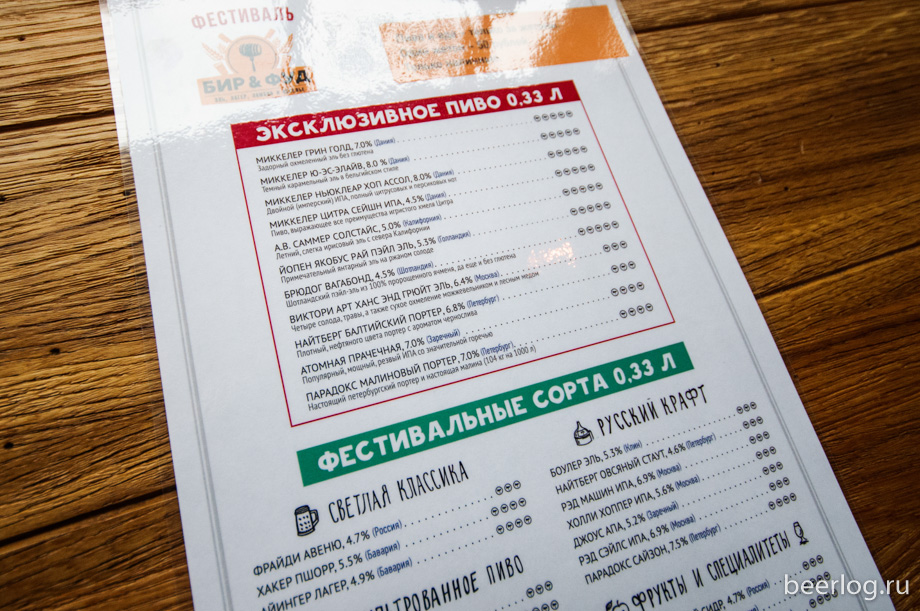 ФЕСТИВАЛЬ
БИР & ФУД
ЭКСКЛЮЗИВНОЕ ПИВО 0,33 Л
МИККЕЛЕР ГРИН ГОЛД, 7.0% (Дания)
Задорный охмеленный эль без глютена
МИККЕЛЕР Ю-ЭС-ЭЛАЙВ, 8.0 % (Дания)
Темный карамельный эль в бельгийском стиле
МИККЕЛЕР НЬЮКЛЕАР ХОП АССОЛ, 8.0% (Дания)
Двойной (имперский) ИПА, полный цитрусовых и персиковых нот
МИККЕЛЕР ЦИТРА СЕЙШН ИПА, 4.5% (Дания)
Пиво, выражающее все преимущества игристого хмеля Цитра
А.В. САММЕР СОЛСТАЙС, 5.0% (Калифорния)
Летний, слегка ирисовый эль с севера Калифорнии
ЙОПЕН ЯКОБУС РАЙ ПЭЙЛ ЭЛЬ, 5.3% (Голландия)
Примечательный янтарный эль на ржаном солоде
БРЮДОГ ВАГАБОНД, 4.5% (Шотландия)
Шотландский пэйл-эль из 100% пророщенного ячменя, да еще и без глютена
ВИКТОРИ АРТ ХАНС ЭНД ГРЮЙТ ЭЛЬ, 6.4% (Москва)
Четыре солода, травы, а также сухое охмеление можжевельником и лесным медом
НАЙТБЕРГ БАЛТИЙСКИЙ ПОРТЕР, 6.8% (Петербург)
Плотный, нефтяного цвета портер с ароматом чернослива
АТОМНАЯ ПРАЧЕЧНАЯ, 7.0% (Заречный)
Популярный, мощный, резвый ИПА со значительной горечью
ПАРАДОКС МАЛИНОВЫЙ ПОРТЕР, 7.0% (Петербург)
Настоящий петербургский портер и настоящая малина (104 кг на 1000 л)
ФЕСТИВАЛЬНЫЕ СОРТА 0,33 Л
СВЕТЛАЯ КЛАССИКА
ФРАЙДИ АВЕНЮ, 4.7% (Россия)
ХАКЕР ПШОРР, 5.5% (Бавария)
АЙИНГЕР ЛАГЕР, 4.9% (Бавария)
ПИВО
РУССКИЙ КРАФТ
БОУЛЕР ЭЛЬ, 5.3% (Клин)
НАЙТБЕРГ ОВСЯНЫЙ СТАУТ, 4.6% (Петербург)
РЭД МАШИН ИПА, 6.9% (Москва)
ХОЛЛИ ХОППЕР ИПА, 5.6% (Москва)
ДЖОУС АПА, 5.2% (Заречный)
РЭД СЭЙЛС ИПА, 6.9% (Москва)
ПАРАДОКС САЙЗОН, 7.5% (Петербург)
ФРУКТЫ И СПЕЦИАЛИТЕТЫ
4.7% (Россия)
beerlog.ru